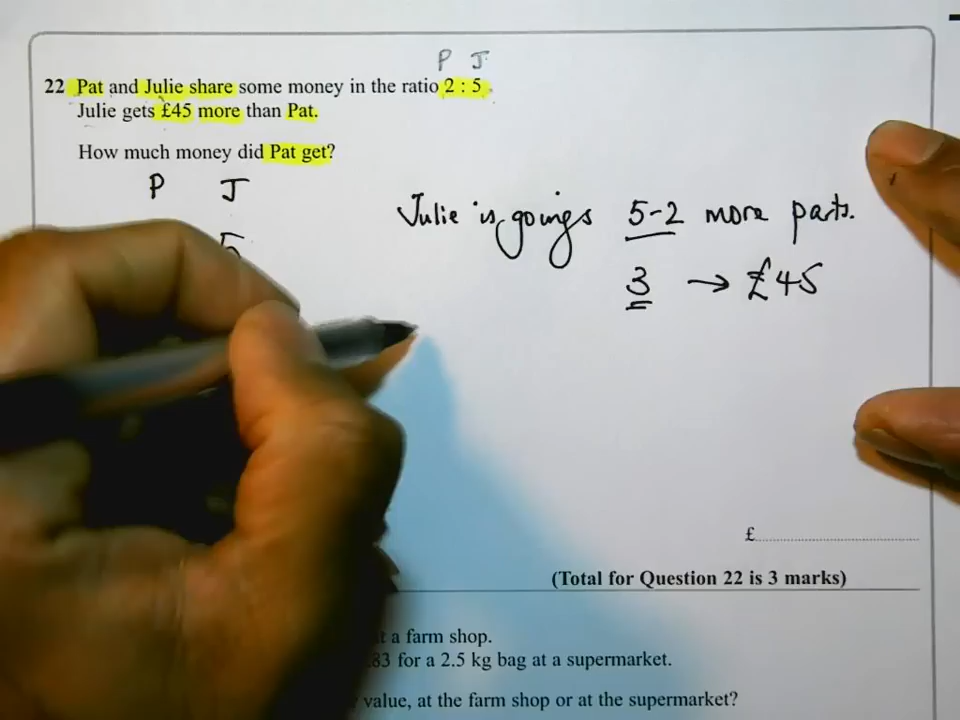 P J
22 Pat and Julie share some money in the ratio 2 : 5.
Julie gets £45 more than Pat.
How much money did Pat get?
P J
5
Julie is goings 5-2 more parts.
3 → £45
£
(Total for Question 22 is 3 marks)
a farm shop.
83 for a 2.5 kg bag at a supermarket.
value, at the farm shop or at the supermarket?